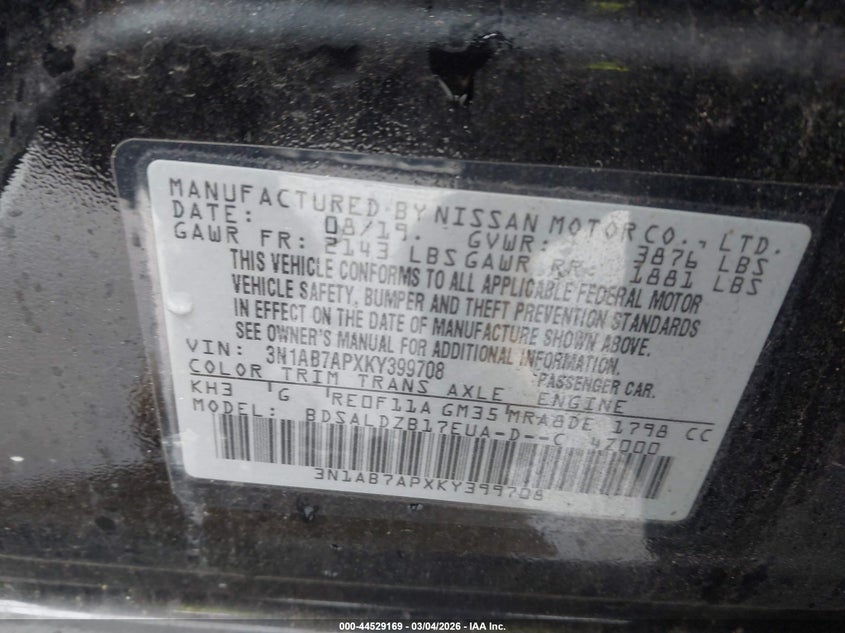 MANUFACTURED BY NISSAN MOTOR CO., LTD.
DATE: 08/19. GVWR: 3876 LBS
GAWR FR: 2143 LBS GAWR RR: 1881 LBS
THIS VEHICLE CONFORMS TO ALL APPLICABLE FEDERAL MOTOR
VEHICLE SAFETY, BUMPER AND THEFT PREVENTION STANDARDS
IN EFFECT ON THE DATE OF MANUFACTURE SHOWN ABOVE.
SEE OWNER'S MANUAL FOR ADDITIONAL INFORMATION.
VIN: 3N1AB7APXKY399708 PASSENGER CAR.
COLOR TRIM TRANS AXLE ENGINE
KH3 G RE0F11A GM35 MRA8DE 1798 CC
MODEL: BDSALDZB17EUA-D--C 4Z000
3N1AB7APXKY399708
000-44529169 - 03/04/2026 - IAA Inc.